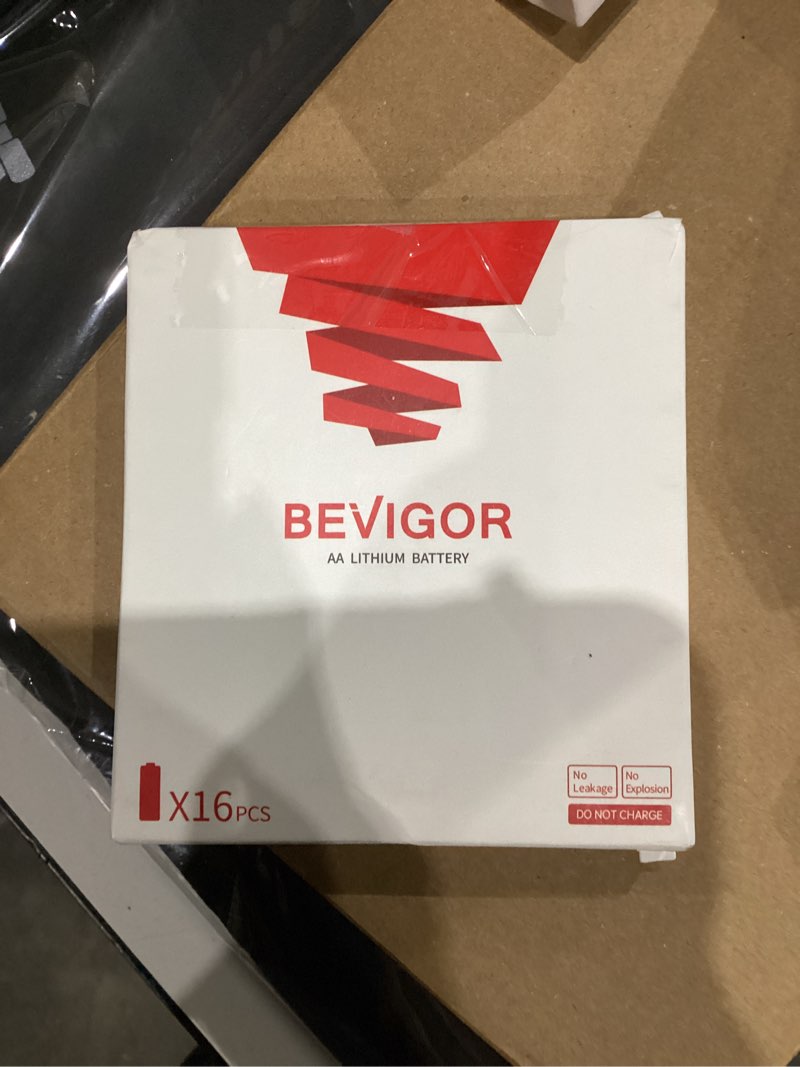 BEVIGOR
AA LITHIUM BATTERY
X16PCS
No Leakage
No Explosion
DO NOT CHARGE